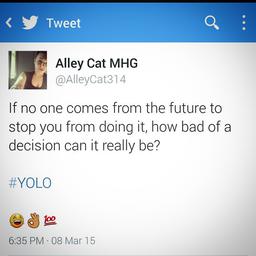 Tweet
Alley Cat MHG
@AlleyCat314
If no one comes from the future to
stop you from doing it, how bad of a
decision can it really be?
#YOLO
😂👌💯
6:35 PM · 08 Mar 15